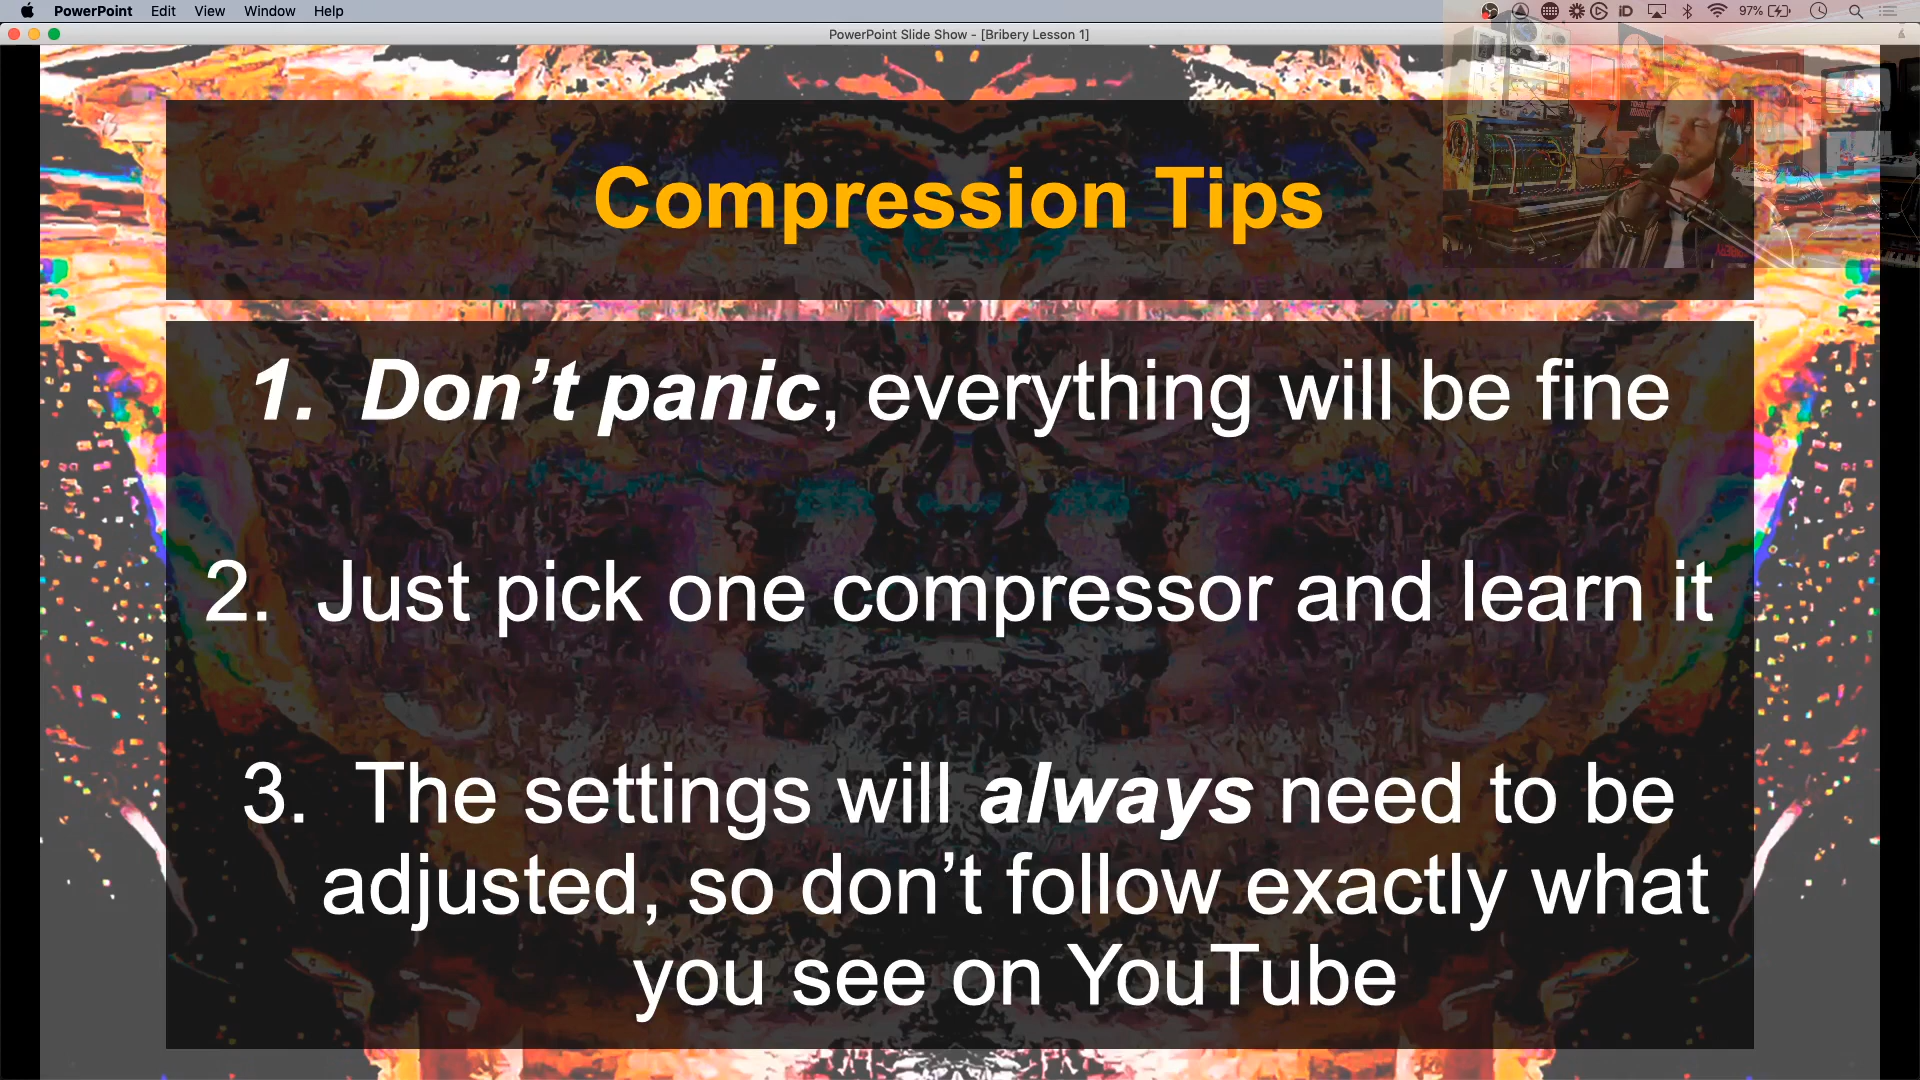 PowerPoint Edit View Window Help
iD 97%
PowerPoint Slide Show - [Bribery Lesson 1]
Compression Tips
1. Don’t panic, everything will be fine
2. Just pick one compressor and learn it
3. The settings will always need to be
adjusted, so don’t follow exactly what
you see on YouTube